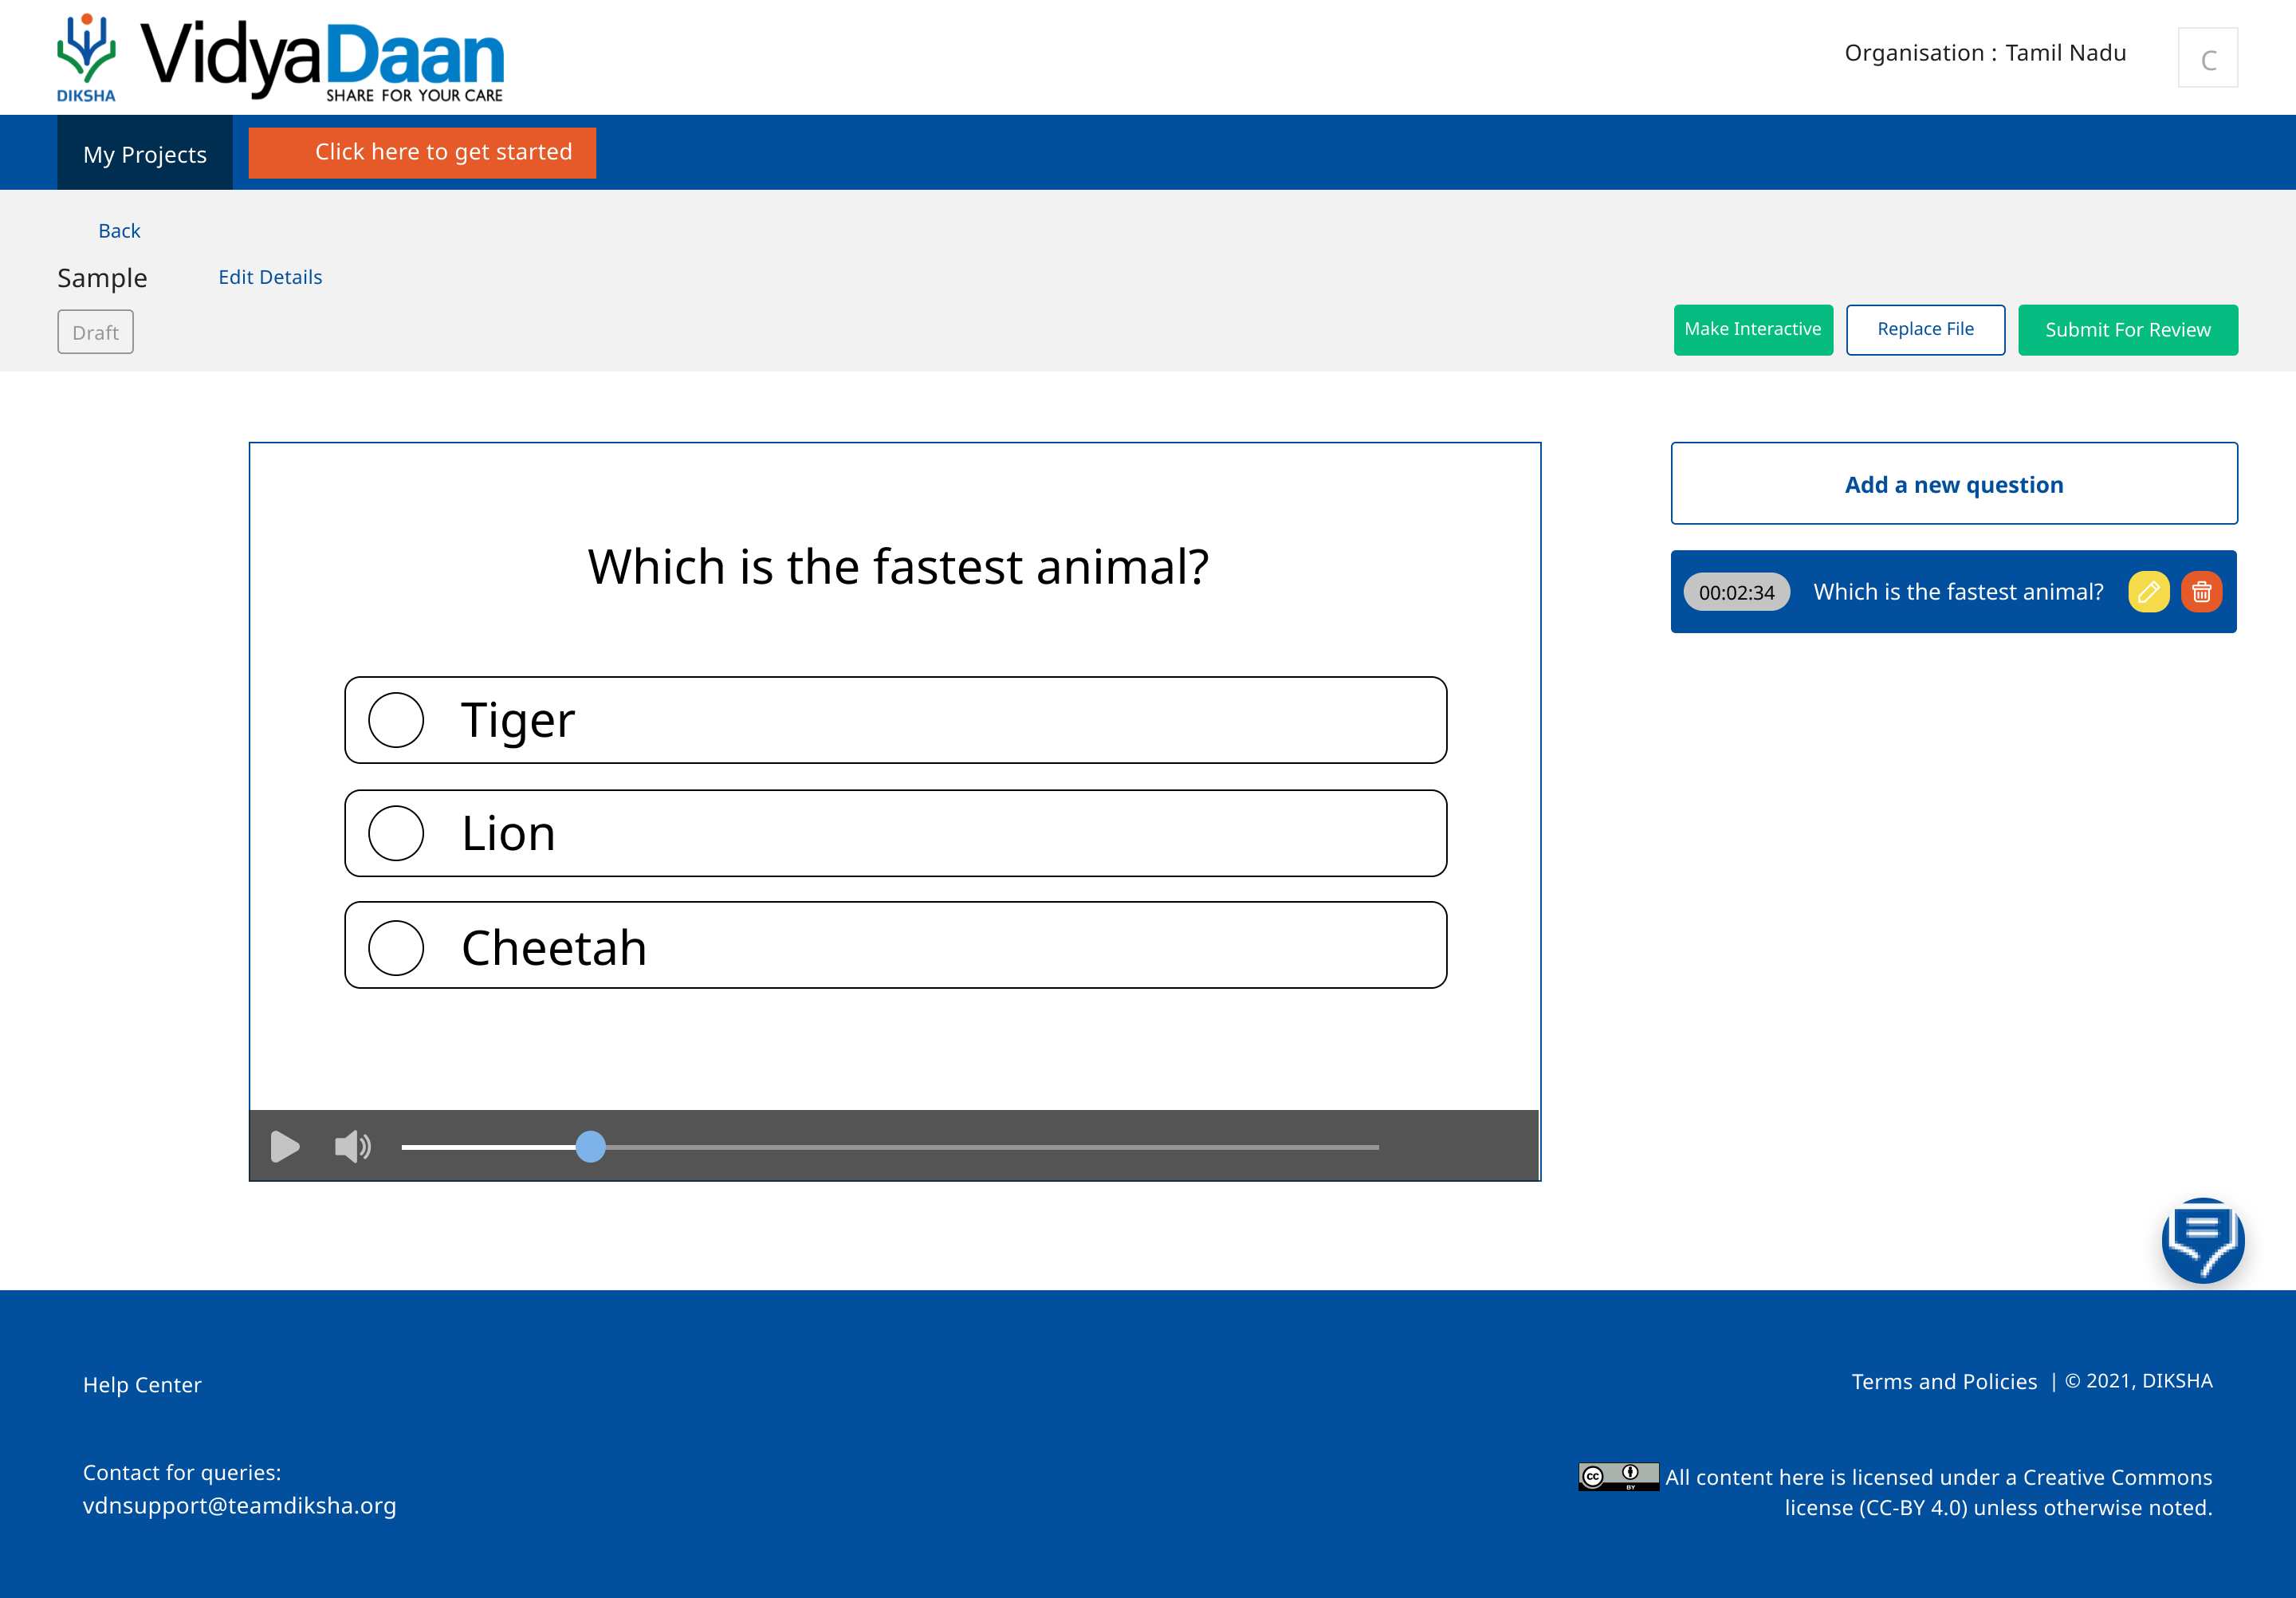 DIKSHA
VidyaDaan
SHARE FOR YOUR CARE
Organisation : Tamil Nadu
C
My Projects
Click here to get started
Back
Sample
Edit Details
Draft
Make Interactive
Replace File
Submit For Review
Which is the fastest animal?
Tiger
Lion
Cheetah
Add a new question
00:02:34
Which is the fastest animal?
Help Center
Terms and Policies | © 2021, DIKSHA
Contact for queries:
vdnsupport@teamdiksha.org
cc BY
All content here is licensed under a Creative Commons
license (CC-BY 4.0) unless otherwise noted.